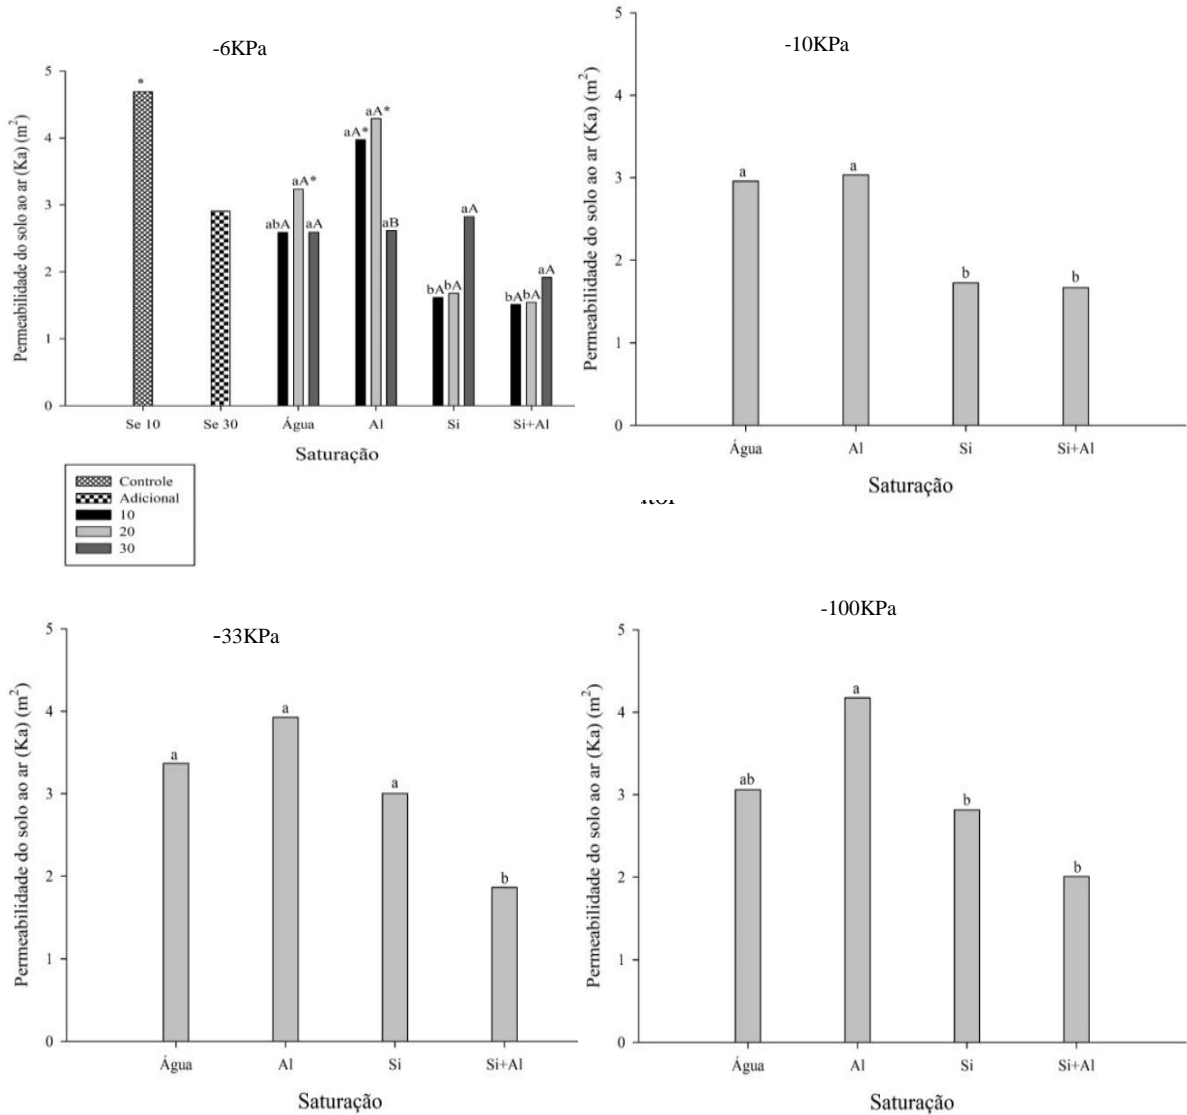 -6KPa
Permeabilidade do solo ao ar (Ka) (m²)
5
4
3
2
1
0
*
abA
aA*
aA
aA*
aA*
aB
bA
bA
aA
bA
bA
aA
Se 10
Se 30
Água
Al
Si
Si+Al
Saturação
Controle
Adicional
10
20
30
-10KPa
Permeabilidade do solo ao ar (Ka) (m²)
5
4
3
2
1
0
a
a
b
b
Água
Al
Si
Si+Al
Saturação
-33KPa
Permeabilidade do solo ao ar (Ka) (m²)
5
4
3
2
1
0
a
a
a
b
Água
Al
Si
Si+Al
Saturação
-100KPa
Permeabilidade do solo ao ar (Ka) (m²)
5
4
3
2
1
0
ab
a
b
b
Água
Al
Si
Si+Al
Saturação